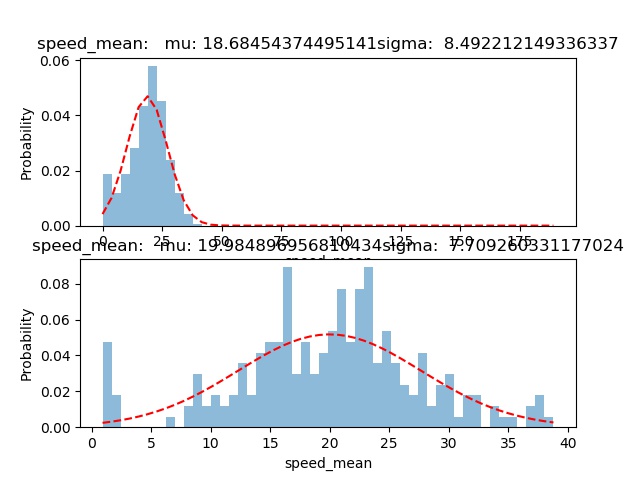 speed_mean:   mu: 18.68454374495141sigma:  8.492212149336337
0.06
0.04
0.02
0.00
Probability
0 25 50 75 100 125 150 175
speed_mean
speed_mean:   mu: 19.984896956810434sigma:  7.709260331177024
0.08
0.06
0.04
0.02
0.00
Probability
0 5 10 15 20 25 30 35 40
speed_mean